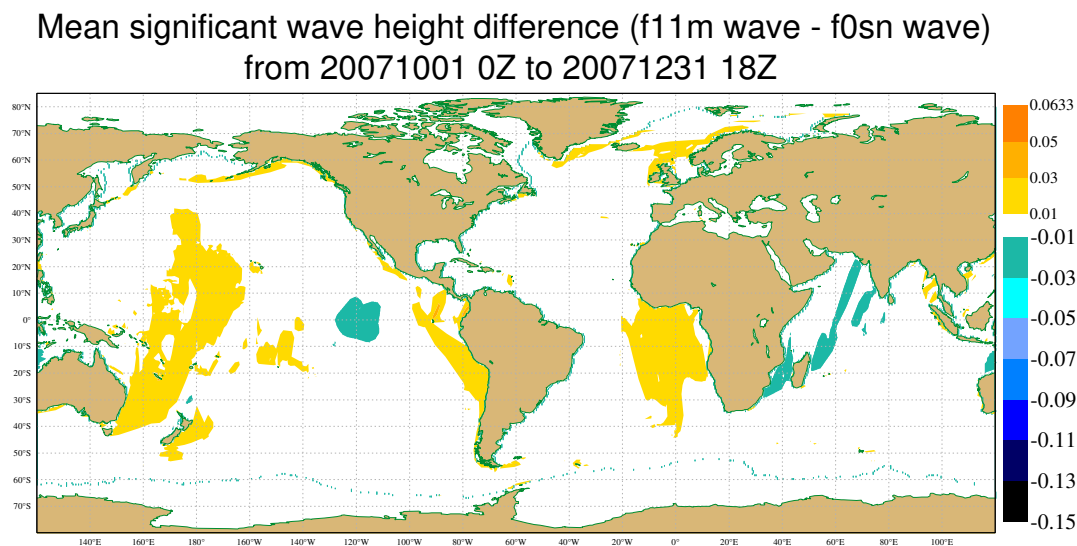 Mean significant wave height difference (f11m wave - f0sn wave)
from 20071001 0Z to 20071231 18Z
80°N
70°N
60°N
50°N
40°N
30°N
20°N
10°N
0°
10°S
20°S
30°S
40°S
50°S
60°S
70°S
140°E 160°E 180° 160°W 140°W 120°W 100°W 80°W 60°W 40°W 20°W 0° 20°E 40°E 60°E 80°E 100°E
0.0633
0.05
0.03
0.01
-0.01
-0.03
-0.05
-0.07
-0.09
-0.11
-0.13
-0.15